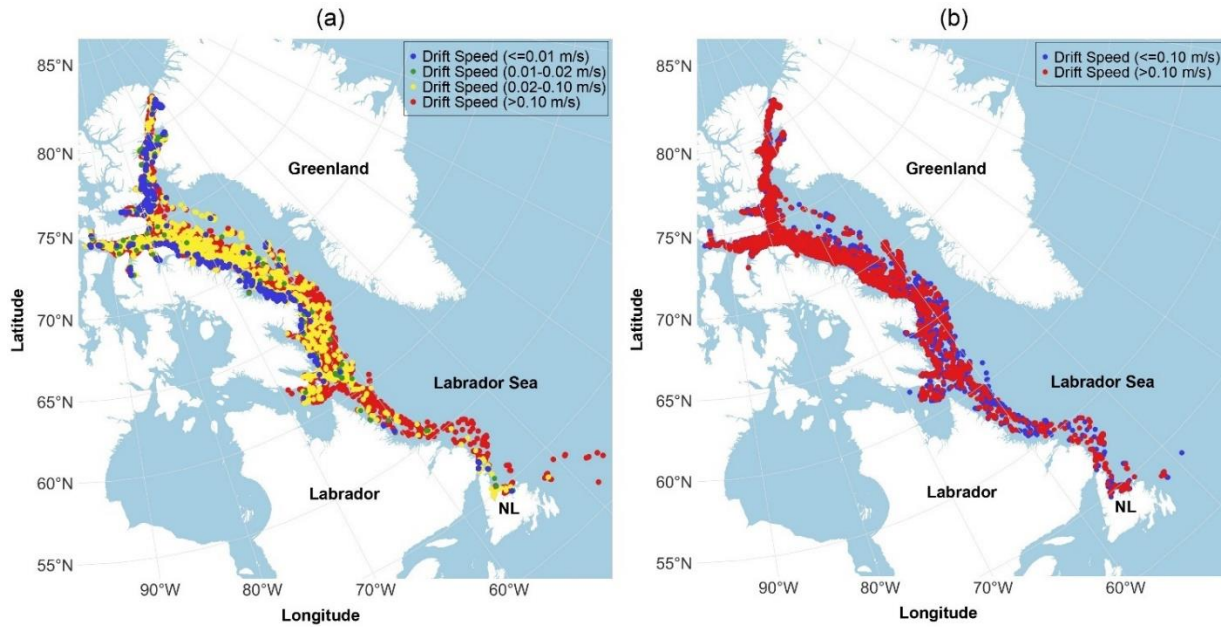 (a)
Drift Speed (<=0.01 m/s)
Drift Speed (0.01-0.02 m/s)
Drift Speed (0.02-0.10 m/s)
Drift Speed (>0.10 m/s)
85°N
80°N
75°N
70°N
65°N
60°N
55°N
Latitude
Greenland
Labrador Sea
Labrador
NL
90°W
80°W
70°W
60°W
Longitude
(b)
Drift Speed (<=0.10 m/s)
Drift Speed (>0.10 m/s)
85°N
80°N
75°N
70°N
65°N
60°N
55°N
Latitude
Greenland
Labrador Sea
Labrador
NL
90°W
80°W
70°W
60°W
Longitude